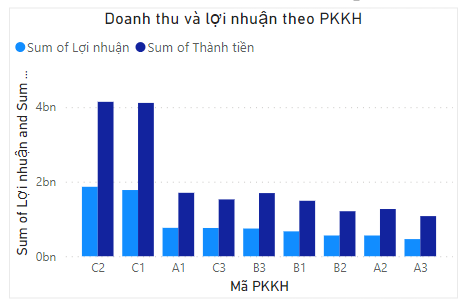 Doanh thu và lợi nhuận theo PKKH
Sum of Lợi nhuận Sum of Thành tiền
Sum of Lợi nhuận and Sum ...
4bn
2bn
0bn
C2 C1 A1 C3 B3 B1 B2 A2 A3
Mã PKKH